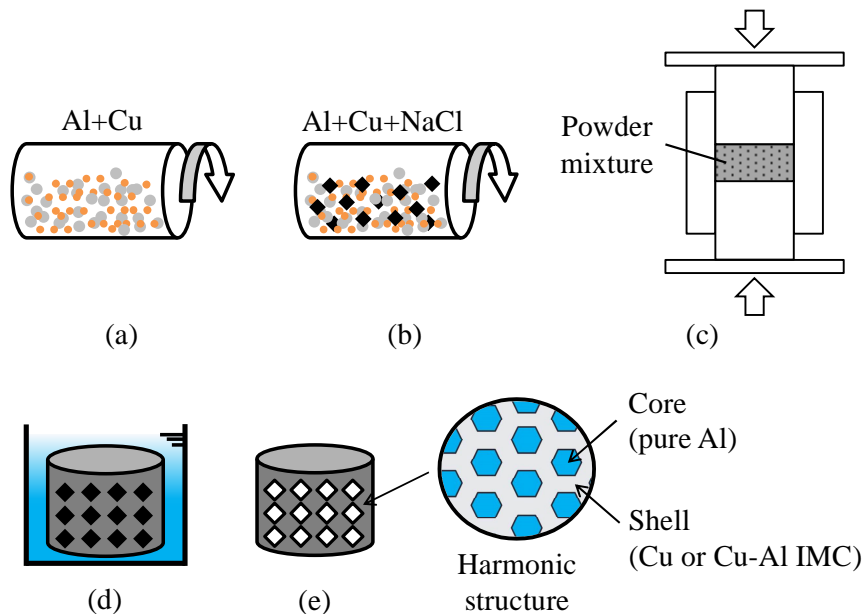 Al+Cu
Al+Cu+NaCl
Powder
mixture
(a)
(b)
(c)
Core
(pure Al)
Shell
(Cu or Cu-Al IMC)
Harmonic
structure
(d)
(e)